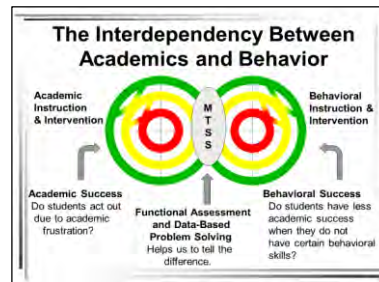 The Interdependency Between
Academics and Behavior
Academic
Instruction
& Intervention
M
T
S
S
Behavioral
Instruction &
Intervention
Academic Success
Do students act out
due to academic
frustration?
Functional Assessment
and Data-Based
Problem Solving
Helps us to tell the
difference.
Behavioral Success
Do students have less
academic success
when they do not
have certain behavioral
skills?